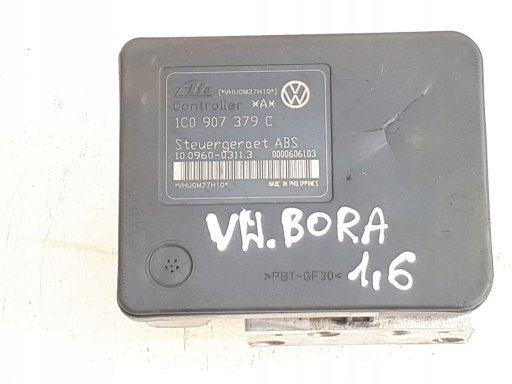 Ate (*VHU0M27H10*)
Controller *A*
1C0 907 379 C
Steuergeraet ABS
10.0960-0311.3 0000606103
*VHU0M27H10* MADE IN PHILIPPINES
VW.BORA
1,6
>PBT-GF30<